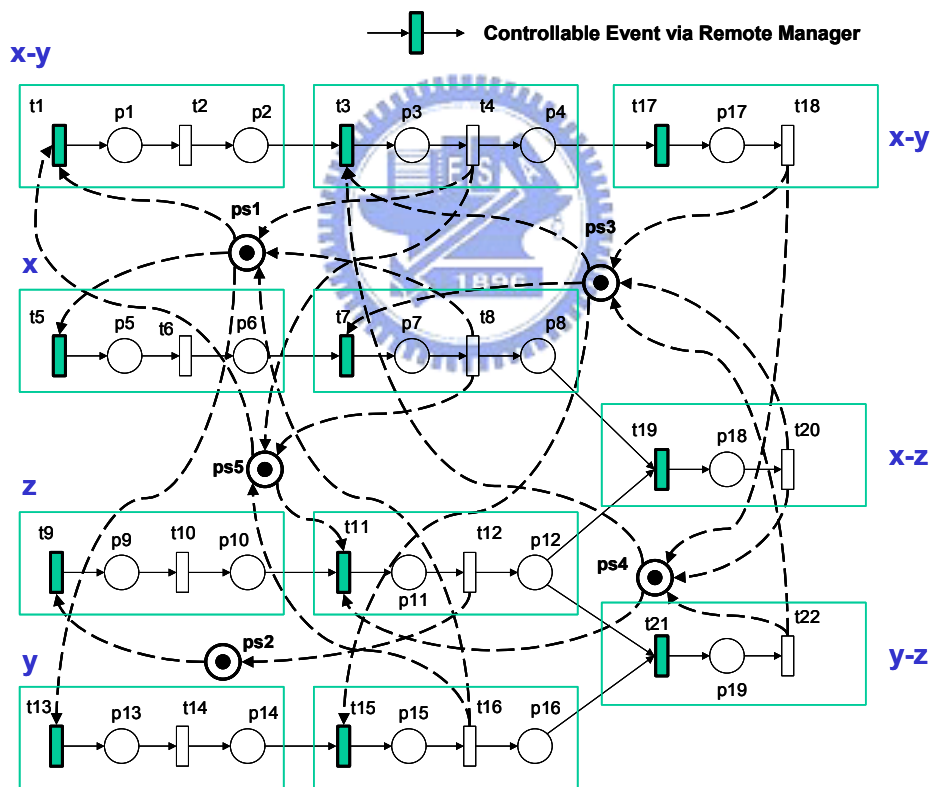 Controllable Event via Remote Manager
x-y
t1 p1 t2 p2 t3 p3 t4 p4 t17 p17 t18
x-y
ES A
ps1 ps3
x
1896
t5 p5 t6 p6 t7 p7 t8 p8
t19 p18 t20
x-z
ps5
z
t9 p9 t10 p10 t11 p11 t12 p12
ps4
t21 p19 t22
y-z
ps2
y
t13 p13 t14 p14 t15 p15 t16 p16